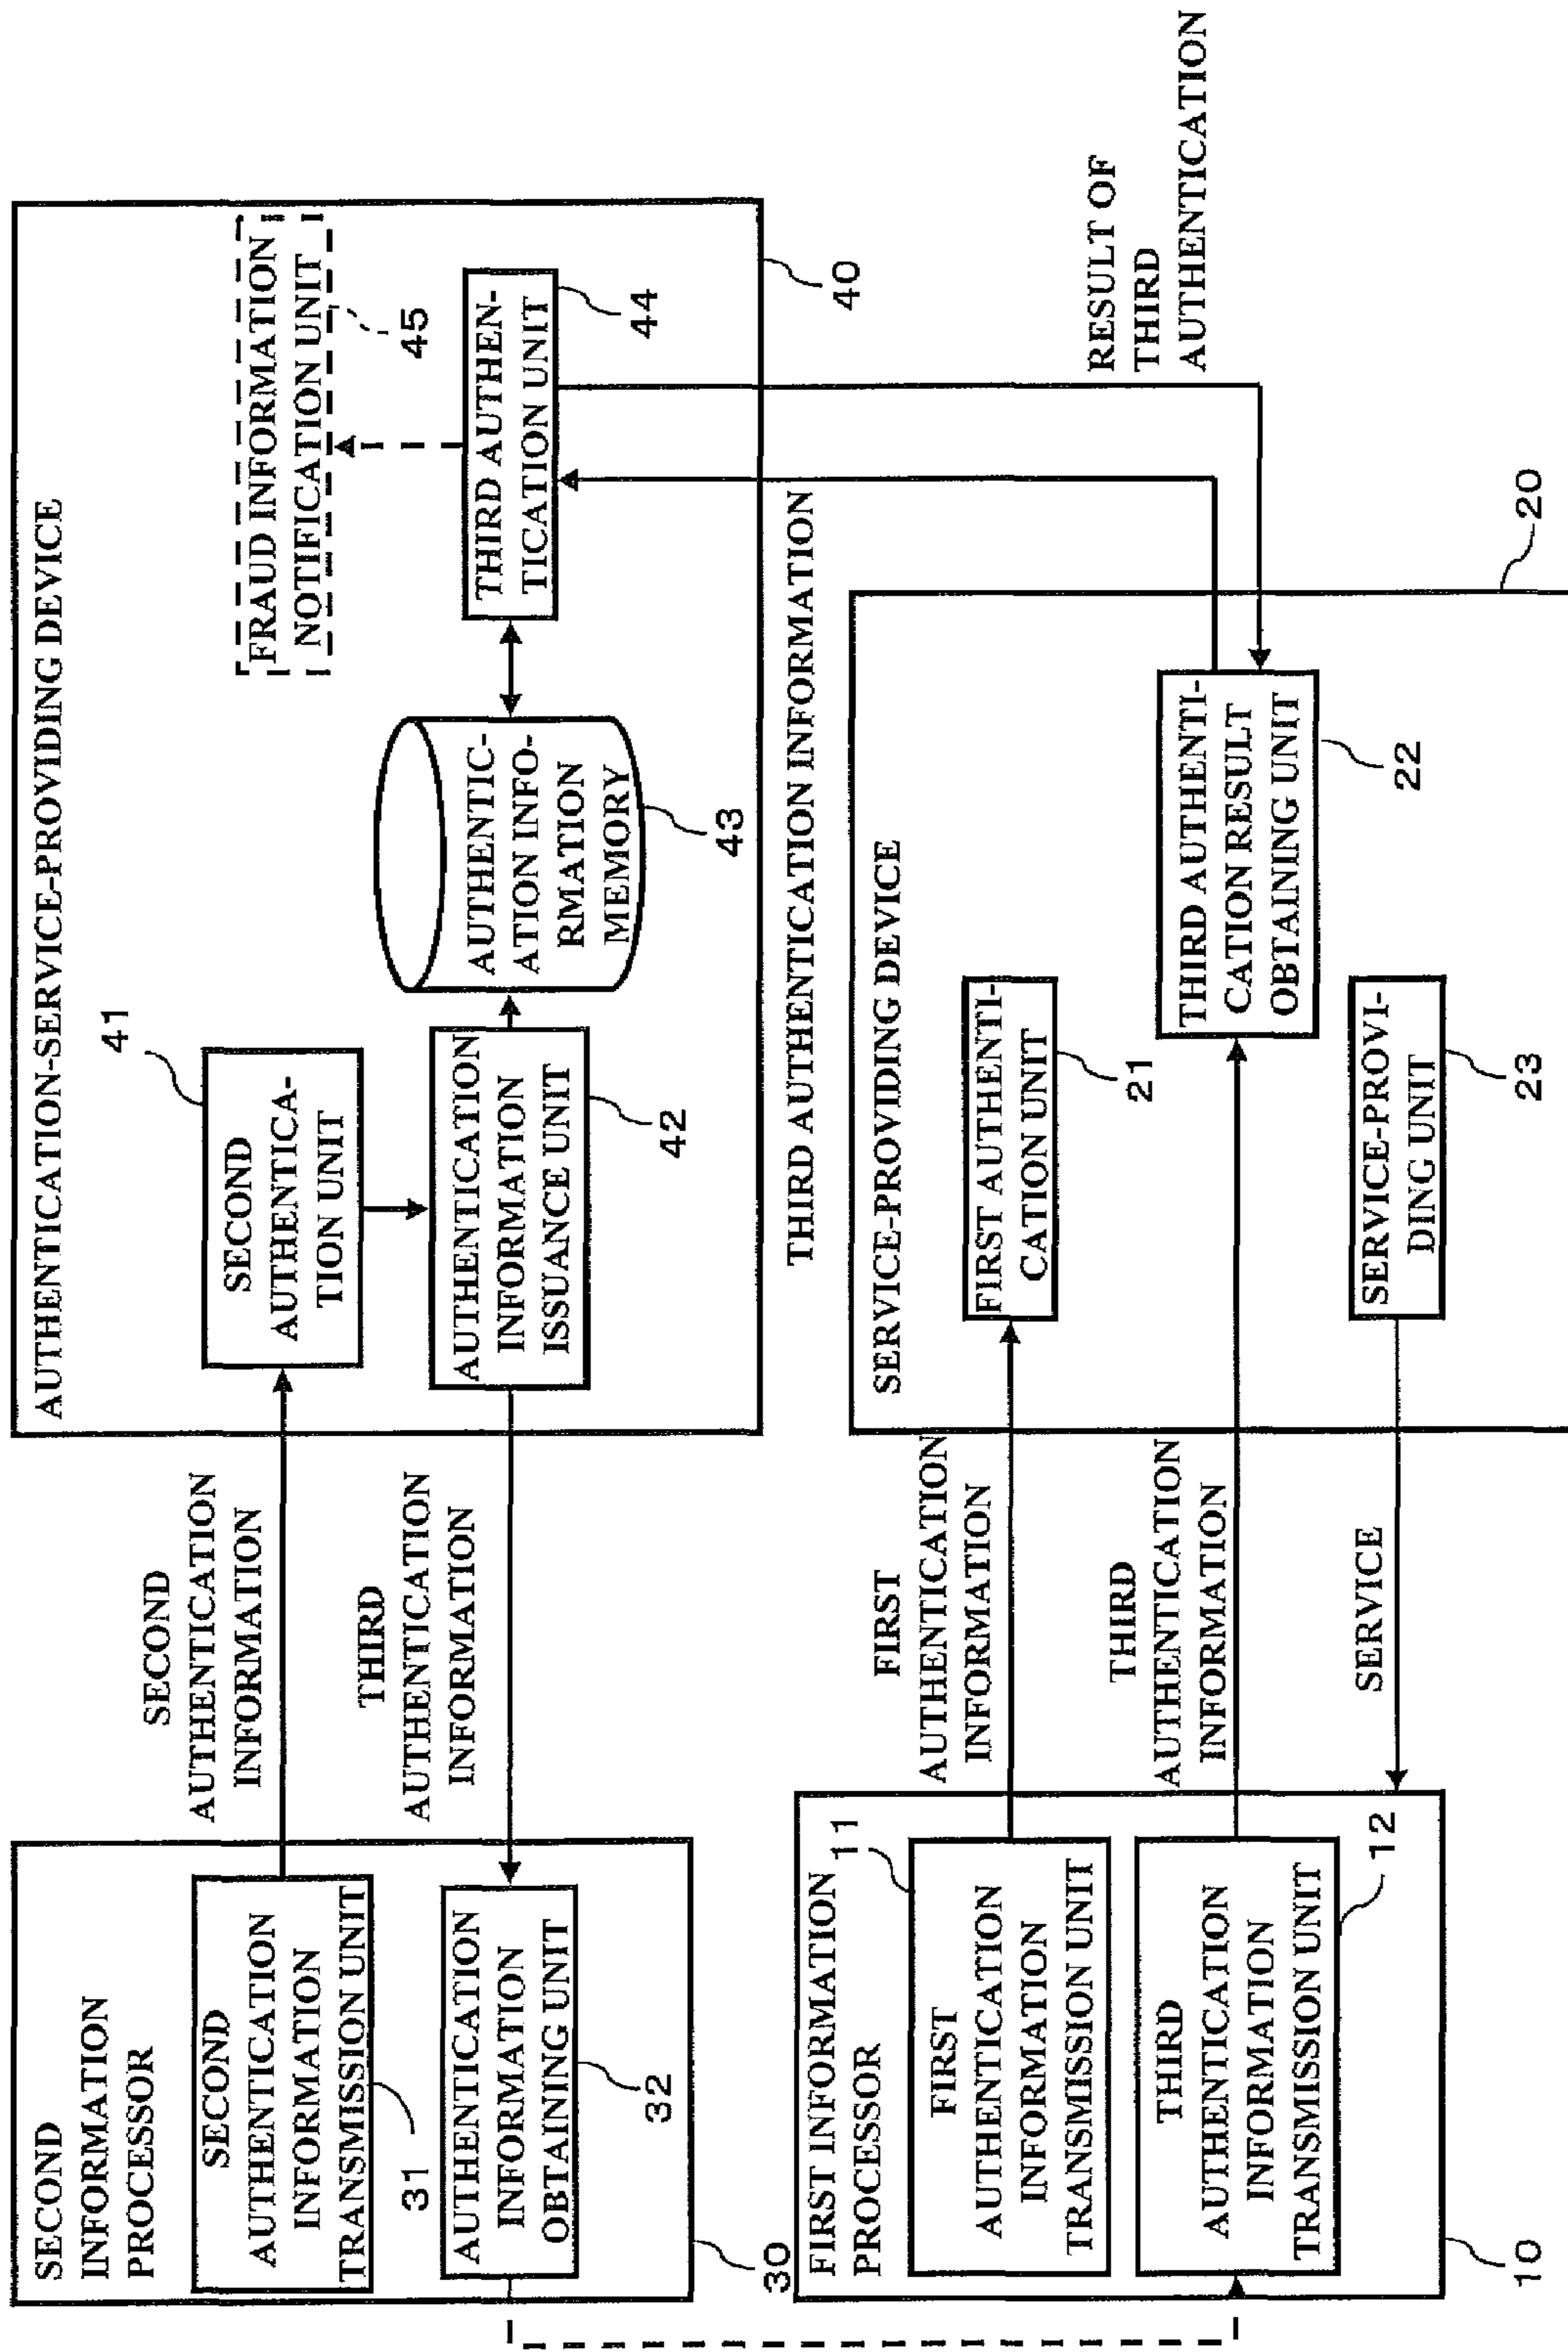 SECOND
INFORMATION
PROCESSOR
SECOND
AUTHENTICATION
INFORMATION
TRANSMISSION UNIT
31
AUTHENTICATION
INFORMATION
OBTAINING UNIT
32
30
SECOND
AUTHENTICATION
INFORMATION
THIRD
AUTHENTICATION
INFORMATION
AUTHENTICATION-SERVICE-PROVIDING DEVICE
SECOND
AUTHENTICA-
TION UNIT
41
AUTHENTICATION
INFORMATION
ISSUANCE UNIT
42
AUTHENTIC-
ATION INFO-
RMATION
MEMORY
43
FRAUD INFORMATION
NOTIFICATION UNIT
45
THIRD AUTHEN-
TICATION UNIT
44
40
THIRD AUTHENTICATION INFORMATION
RESULT OF
THIRD
AUTHENTICATION
FIRST INFORMATION
PROCESSOR
11
FIRST
AUTHENTICATION
INFORMATION
TRANSMISSION UNIT
THIRD
AUTHENTICATION
INFORMATION
TRANSMISSION UNIT
12
10
FIRST
AUTHENTICATION
INFORMATION
THIRD
AUTHENTICATION
INFORMATION
SERVICE
SERVICE-PROVIDING DEVICE
FIRST AUTHENTI-
CATION UNIT
21
THIRD AUTHENTI-
CATION RESULT
OBTAINING UNIT
22
SERVICE-PROVI-
DING UNIT
23
20